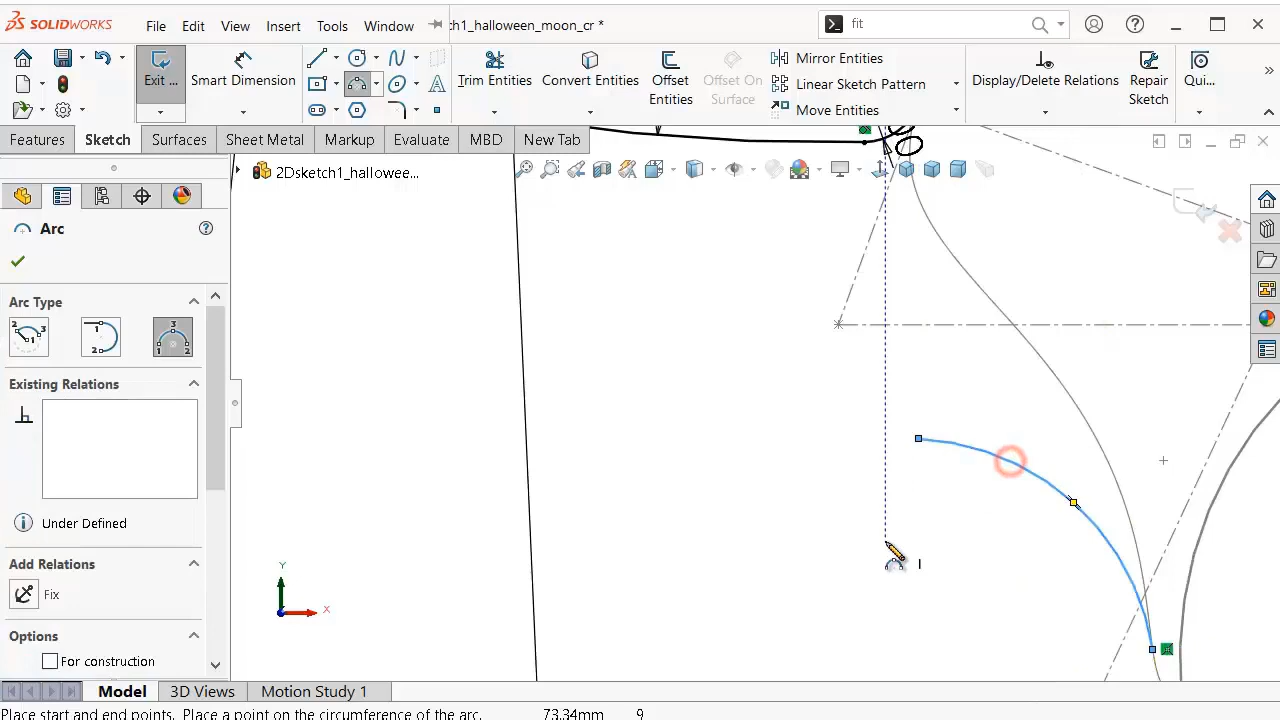 SOLIDWORKS
File Edit View Insert Tools Window
ch1_halloween_moon_cr *
fit
Exit ...
Smart Dimension
Trim Entities
Convert Entities
Offset
Entities
Offset On
Surface
Mirror Entities
Linear Sketch Pattern
Move Entities
Display/Delete Relations
Repair
Sketch
Qui...
Features Sketch Surfaces Sheet Metal Markup Evaluate MBD New Tab
2Dsketch1_hallowee...
Arc
Arc Type
Existing Relations
Under Defined
Add Relations
Fix
Options
For construction
Y
X
Model 3D Views Motion Study 1
Place start and end points. Place a point on the circumference of the arc. 73.34mm 9